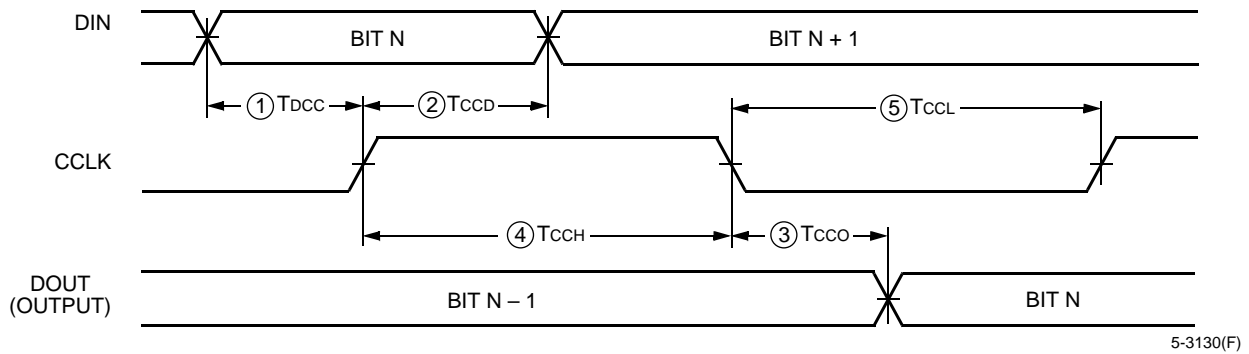 DIN
BIT N
BIT N + 1
① TDCC
② TCCD
⑤ TCCL
CCLK
④ TCCH
③ TCCO
DOUT
(OUTPUT)
BIT N – 1
BIT N
5-3130(F)